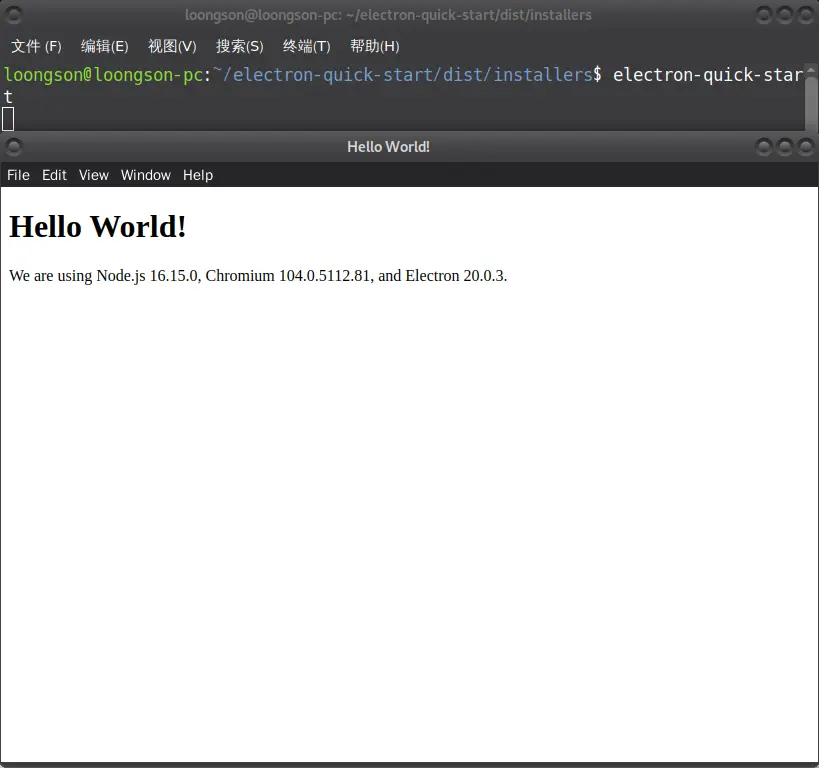 loongson@loongson-pc: ~/electron-quick-start/dist/installers
文件 (F) 编辑(E) 视图(V) 搜索(S) 终端(T) 帮助(H)
loongson@loongson-pc:~/electron-quick-start/dist/installers$ electron-quick-star
t
Hello World!
File Edit View Window Help
Hello World!
We are using Node.js 16.15.0, Chromium 104.0.5112.81, and Electron 20.0.3.